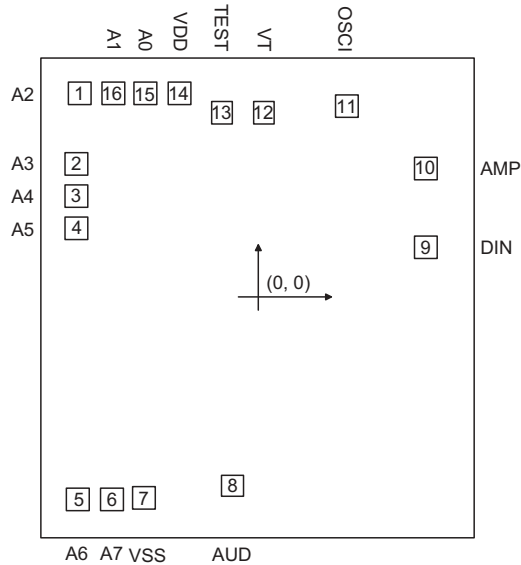 A1 A0 VDD TEST VT OSCI
A2 1 16 15 14 13 12 11
A3 2 10 AMP
A4 3
A5 4 9 DIN
(0, 0)
5 6 7 8
A6 A7 VSS AUD